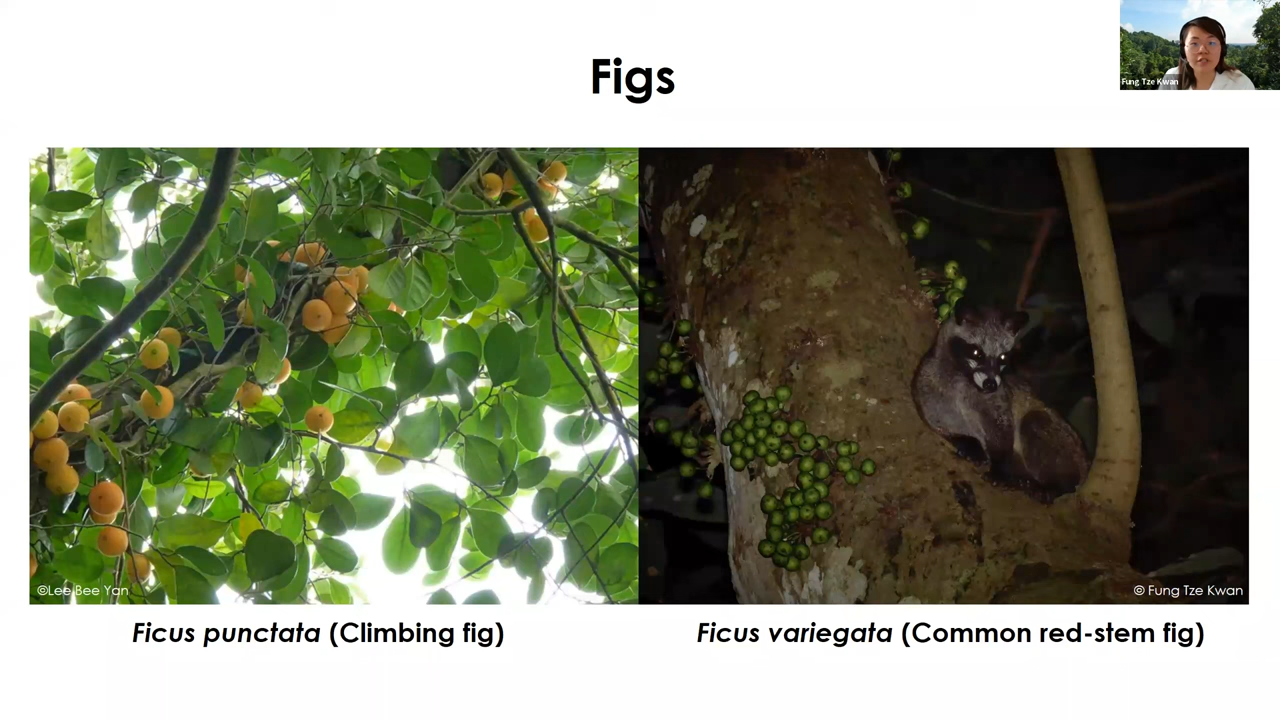 Figs
Fung Tze Kwan
©Lee Bee Yan
© Fung Tze Kwan
Ficus punctata (Climbing fig)
Ficus variegata (Common red-stem fig)